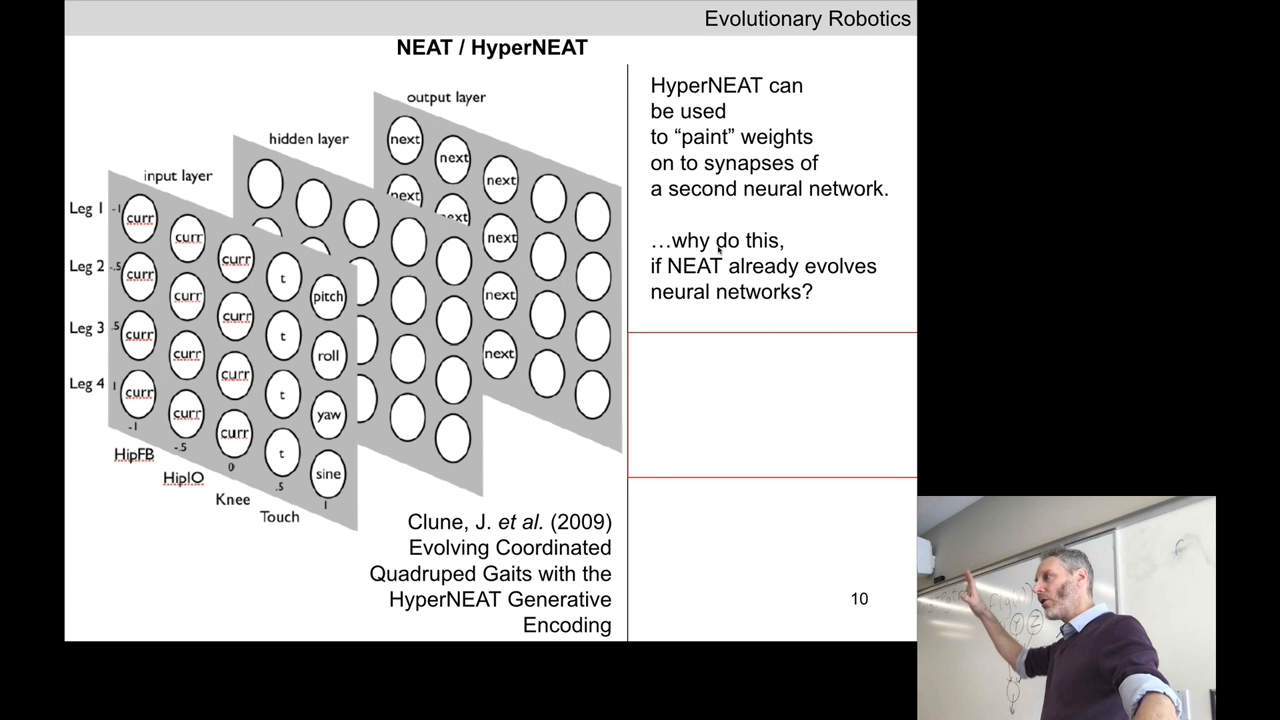 Evolutionary Robotics
NEAT / HyperNEAT
output layer
hidden layer
input layer
next
next
next
next
next
next
next
next
Leg 1
-1
curr
curr
curr
t
pitch
Leg 2
-.5
curr
curr
curr
t
roll
Leg 3
.5
curr
curr
curr
t
yaw
Leg 4
1
curr
curr
curr
t
sine
-1
-.5
0
.5
1
HipFB
HipIO
Knee
Touch
Clune, J. et al. (2009)
Evolving Coordinated
Quadruped Gaits with the
HyperNEAT Generative
Encoding
HyperNEAT can
be used
to “paint” weights
on to synapses of
a second neural network.
…why do this,
if NEAT already evolves
neural networks?
10
Y Z